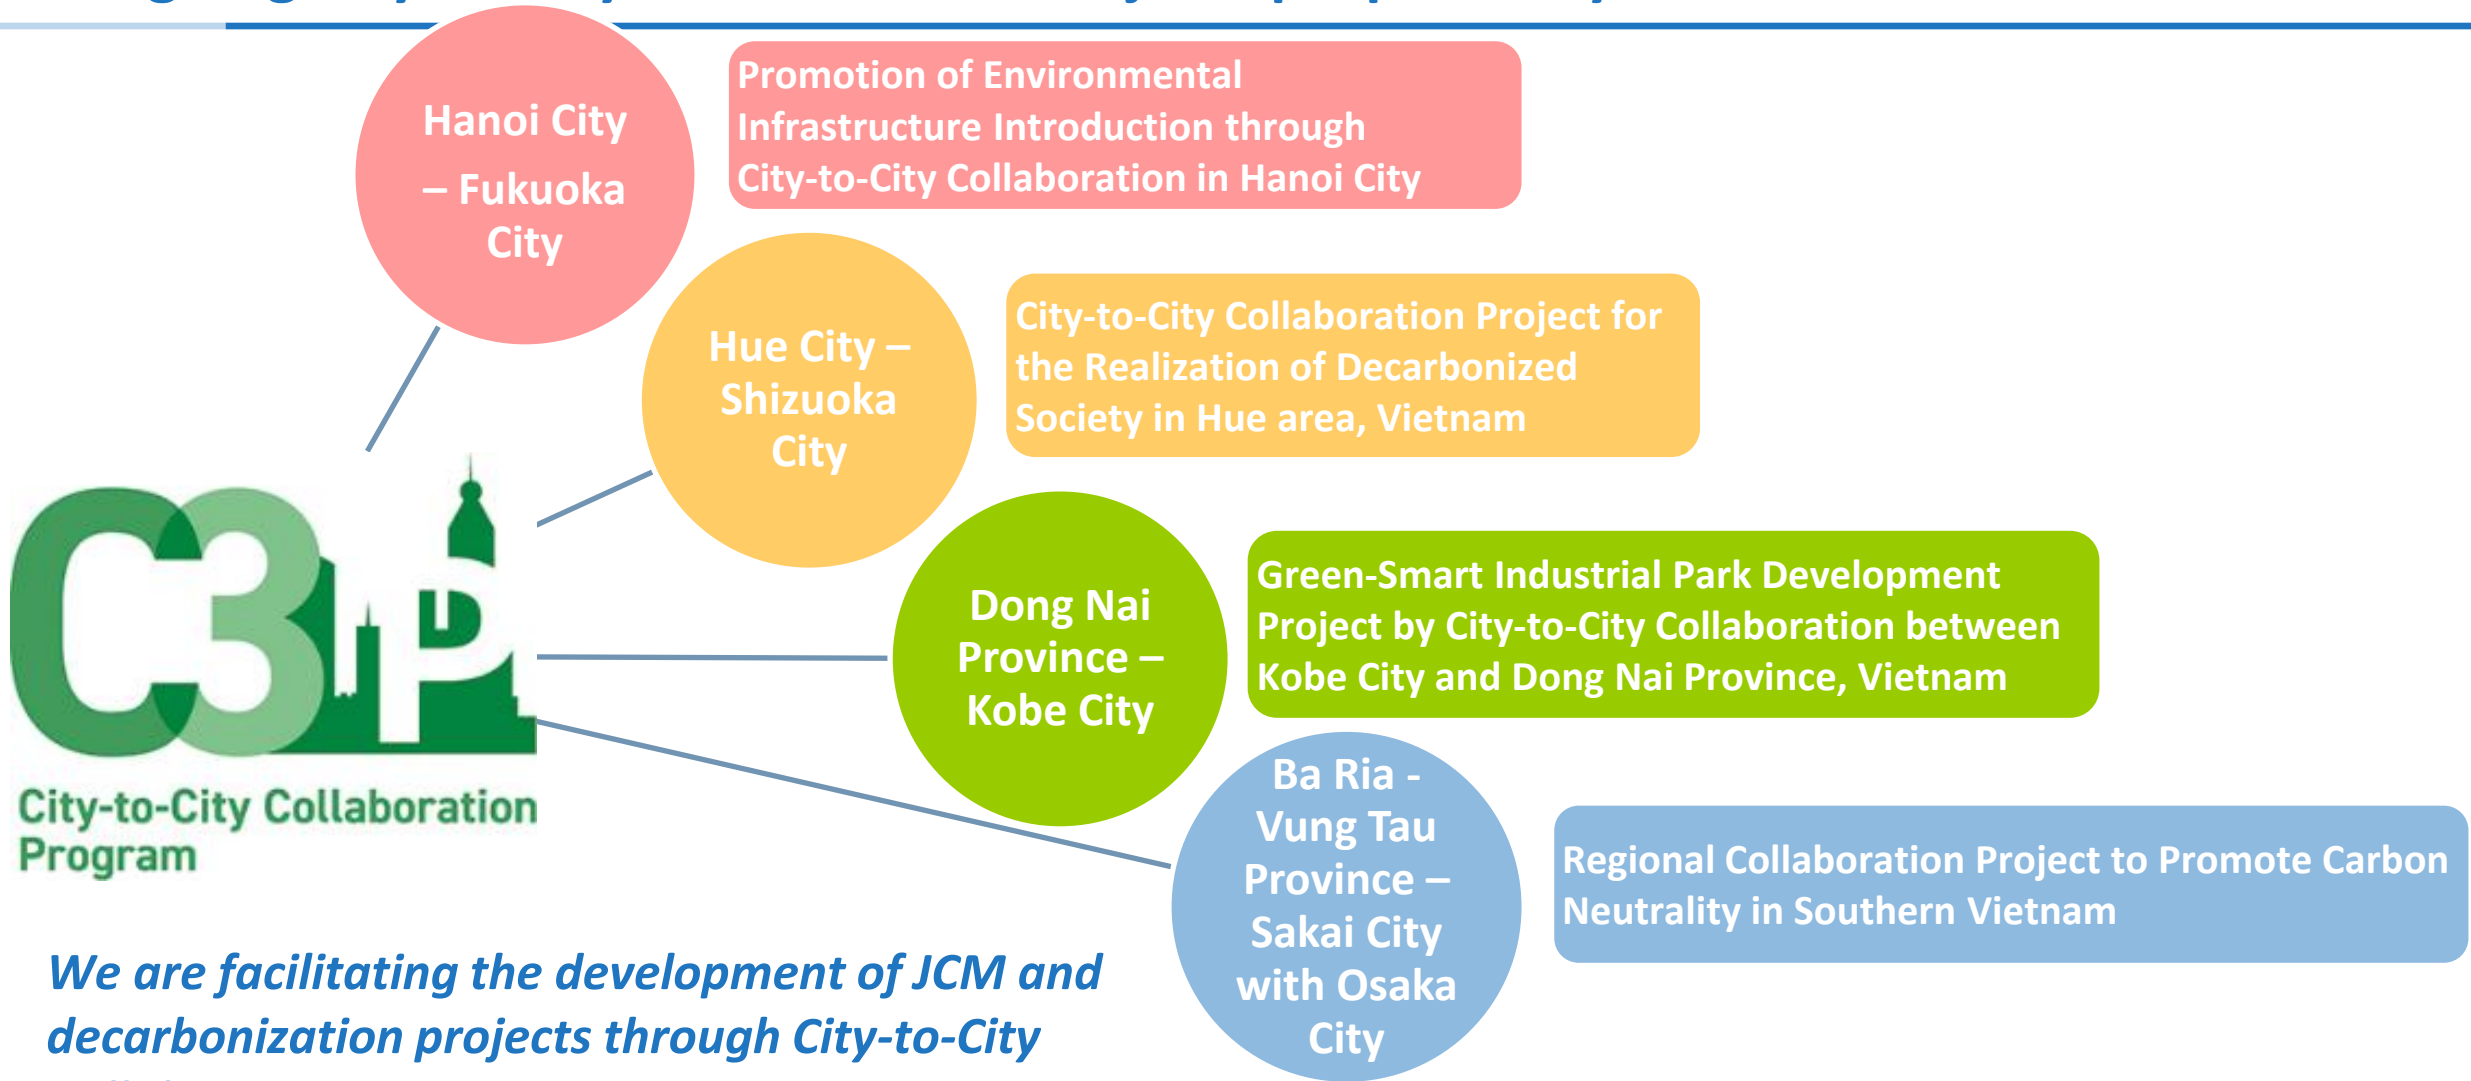 Hanoi City
– Fukuoka
City
Promotion of Environmental
Infrastructure Introduction through
City-to-City Collaboration in Hanoi City
Hue City –
Shizuoka
City
City-to-City Collaboration Project for
the Realization of Decarbonized
Society in Hue area, Vietnam
Dong Nai
Province –
Kobe City
Green-Smart Industrial Park Development
Project by City-to-City Collaboration between
Kobe City and Dong Nai Province, Vietnam
Ba Ria -
Vung Tau
Province –
Sakai City
with Osaka
City
Regional Collaboration Project to Promote Carbon
Neutrality in Southern Vietnam
C3P
City-to-City Collaboration
Program
We are facilitating the development of JCM and
decarbonization projects through City-to-City